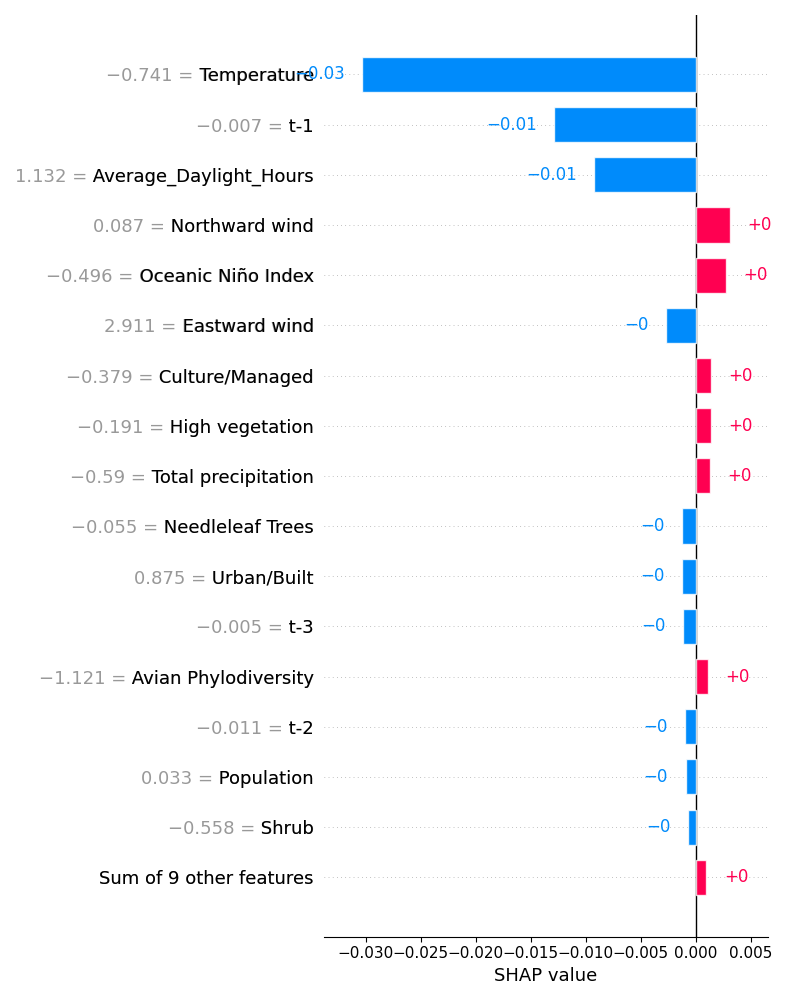 −0.741 = Temperature −0.03
−0.007 = t-1 −0.01
1.132 = Average_Daylight_Hours −0.01
0.087 = Northward wind +0
−0.496 = Oceanic Niño Index +0
2.911 = Eastward wind −0
−0.379 = Culture/Managed +0
−0.191 = High vegetation +0
−0.59 = Total precipitation +0
−0.055 = Needleleaf Trees −0
0.875 = Urban/Built −0
−0.005 = t-3 −0
−1.121 = Avian Phylodiversity +0
−0.011 = t-2 −0
0.033 = Population −0
−0.558 = Shrub −0
Sum of 9 other features +0
−0.030 −0.025 −0.020 −0.015 −0.010 −0.005 0.000 0.005
SHAP value